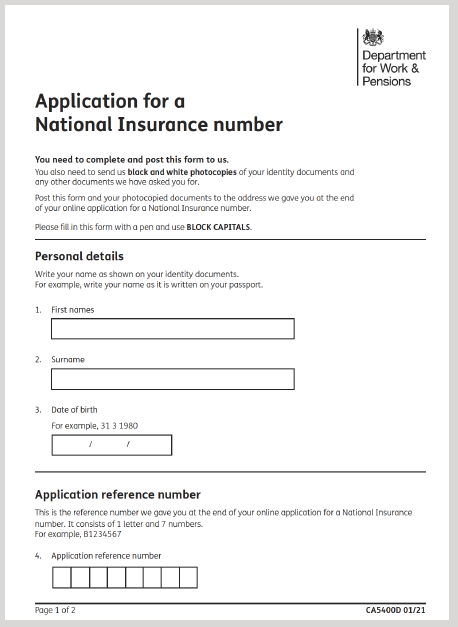 Department
for Work &
Pensions
Application for a
National Insurance number
You need to complete and post this form to us.
You also need to send us black and white photocopies of your identity documents and
any other documents we have asked you for.
Post this form and your photocopied documents to the address we gave you at the end
of your online application for a National Insurance number.
Please fill in this form with a pen and use BLOCK CAPITALS.
Personal details
Write your name as shown on your identity documents.
For example, write your name as it is written on your passport.
1. First names
2. Surname
3. Date of birth
For example, 31 3 1980
/ /
Application reference number
This is the reference number we gave you at the end of your online application for a National Insurance
number. It consists of 1 letter and 7 numbers.
For example, B1234567
4. Application reference number
Page 1 of 2 CA5400D 01/21